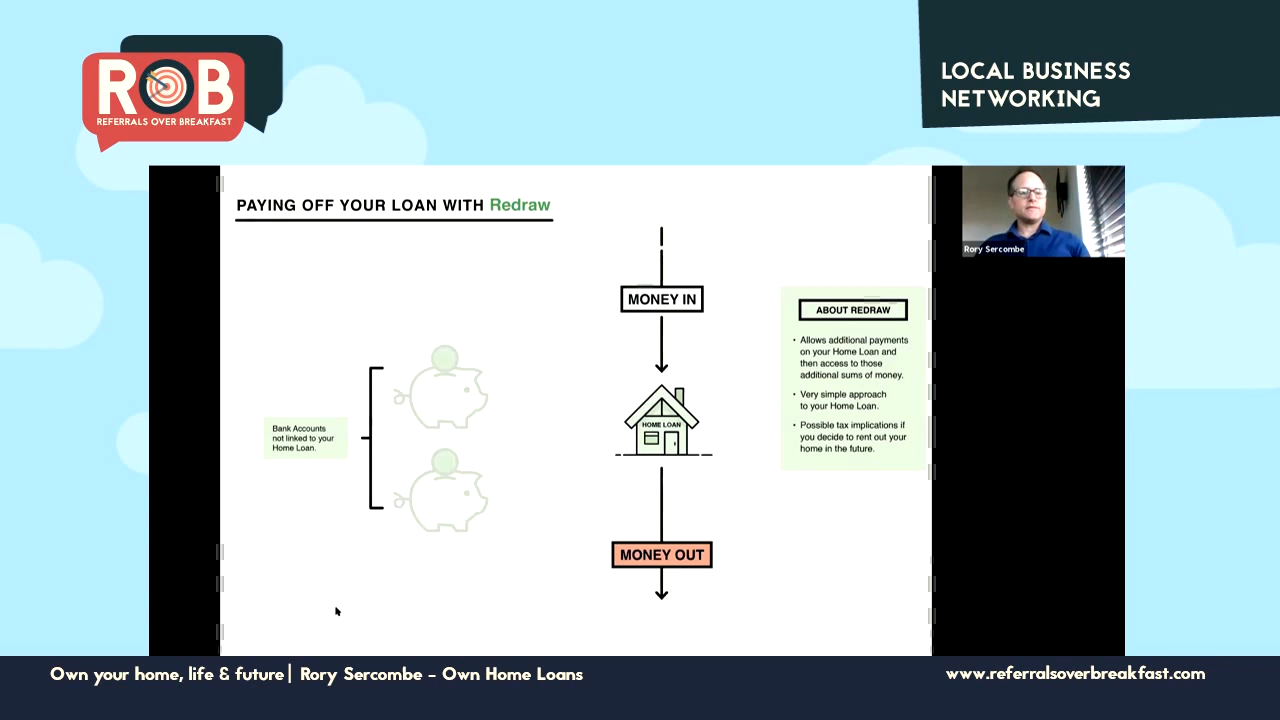 ROB
REFERRALS OVER BREAKFAST
LOCAL BUSINESS
NETWORKING
PAYING OFF YOUR LOAN WITH Redraw
MONEY IN
Rory Sercombe
ABOUT REDRAW
• Allows additional payments
on your Home Loan and
then access to those
additional sums of money.
• Very simple approach
to your Home Loan.
• Possible tax implications if
you decide to rent out your
home in the future.
HOME LOAN
Bank Accounts
not linked to your
Home Loan.
MONEY OUT
Own your home, life & future| Rory Sercombe - Own Home Loans
www.referralsoverbreakfast.com